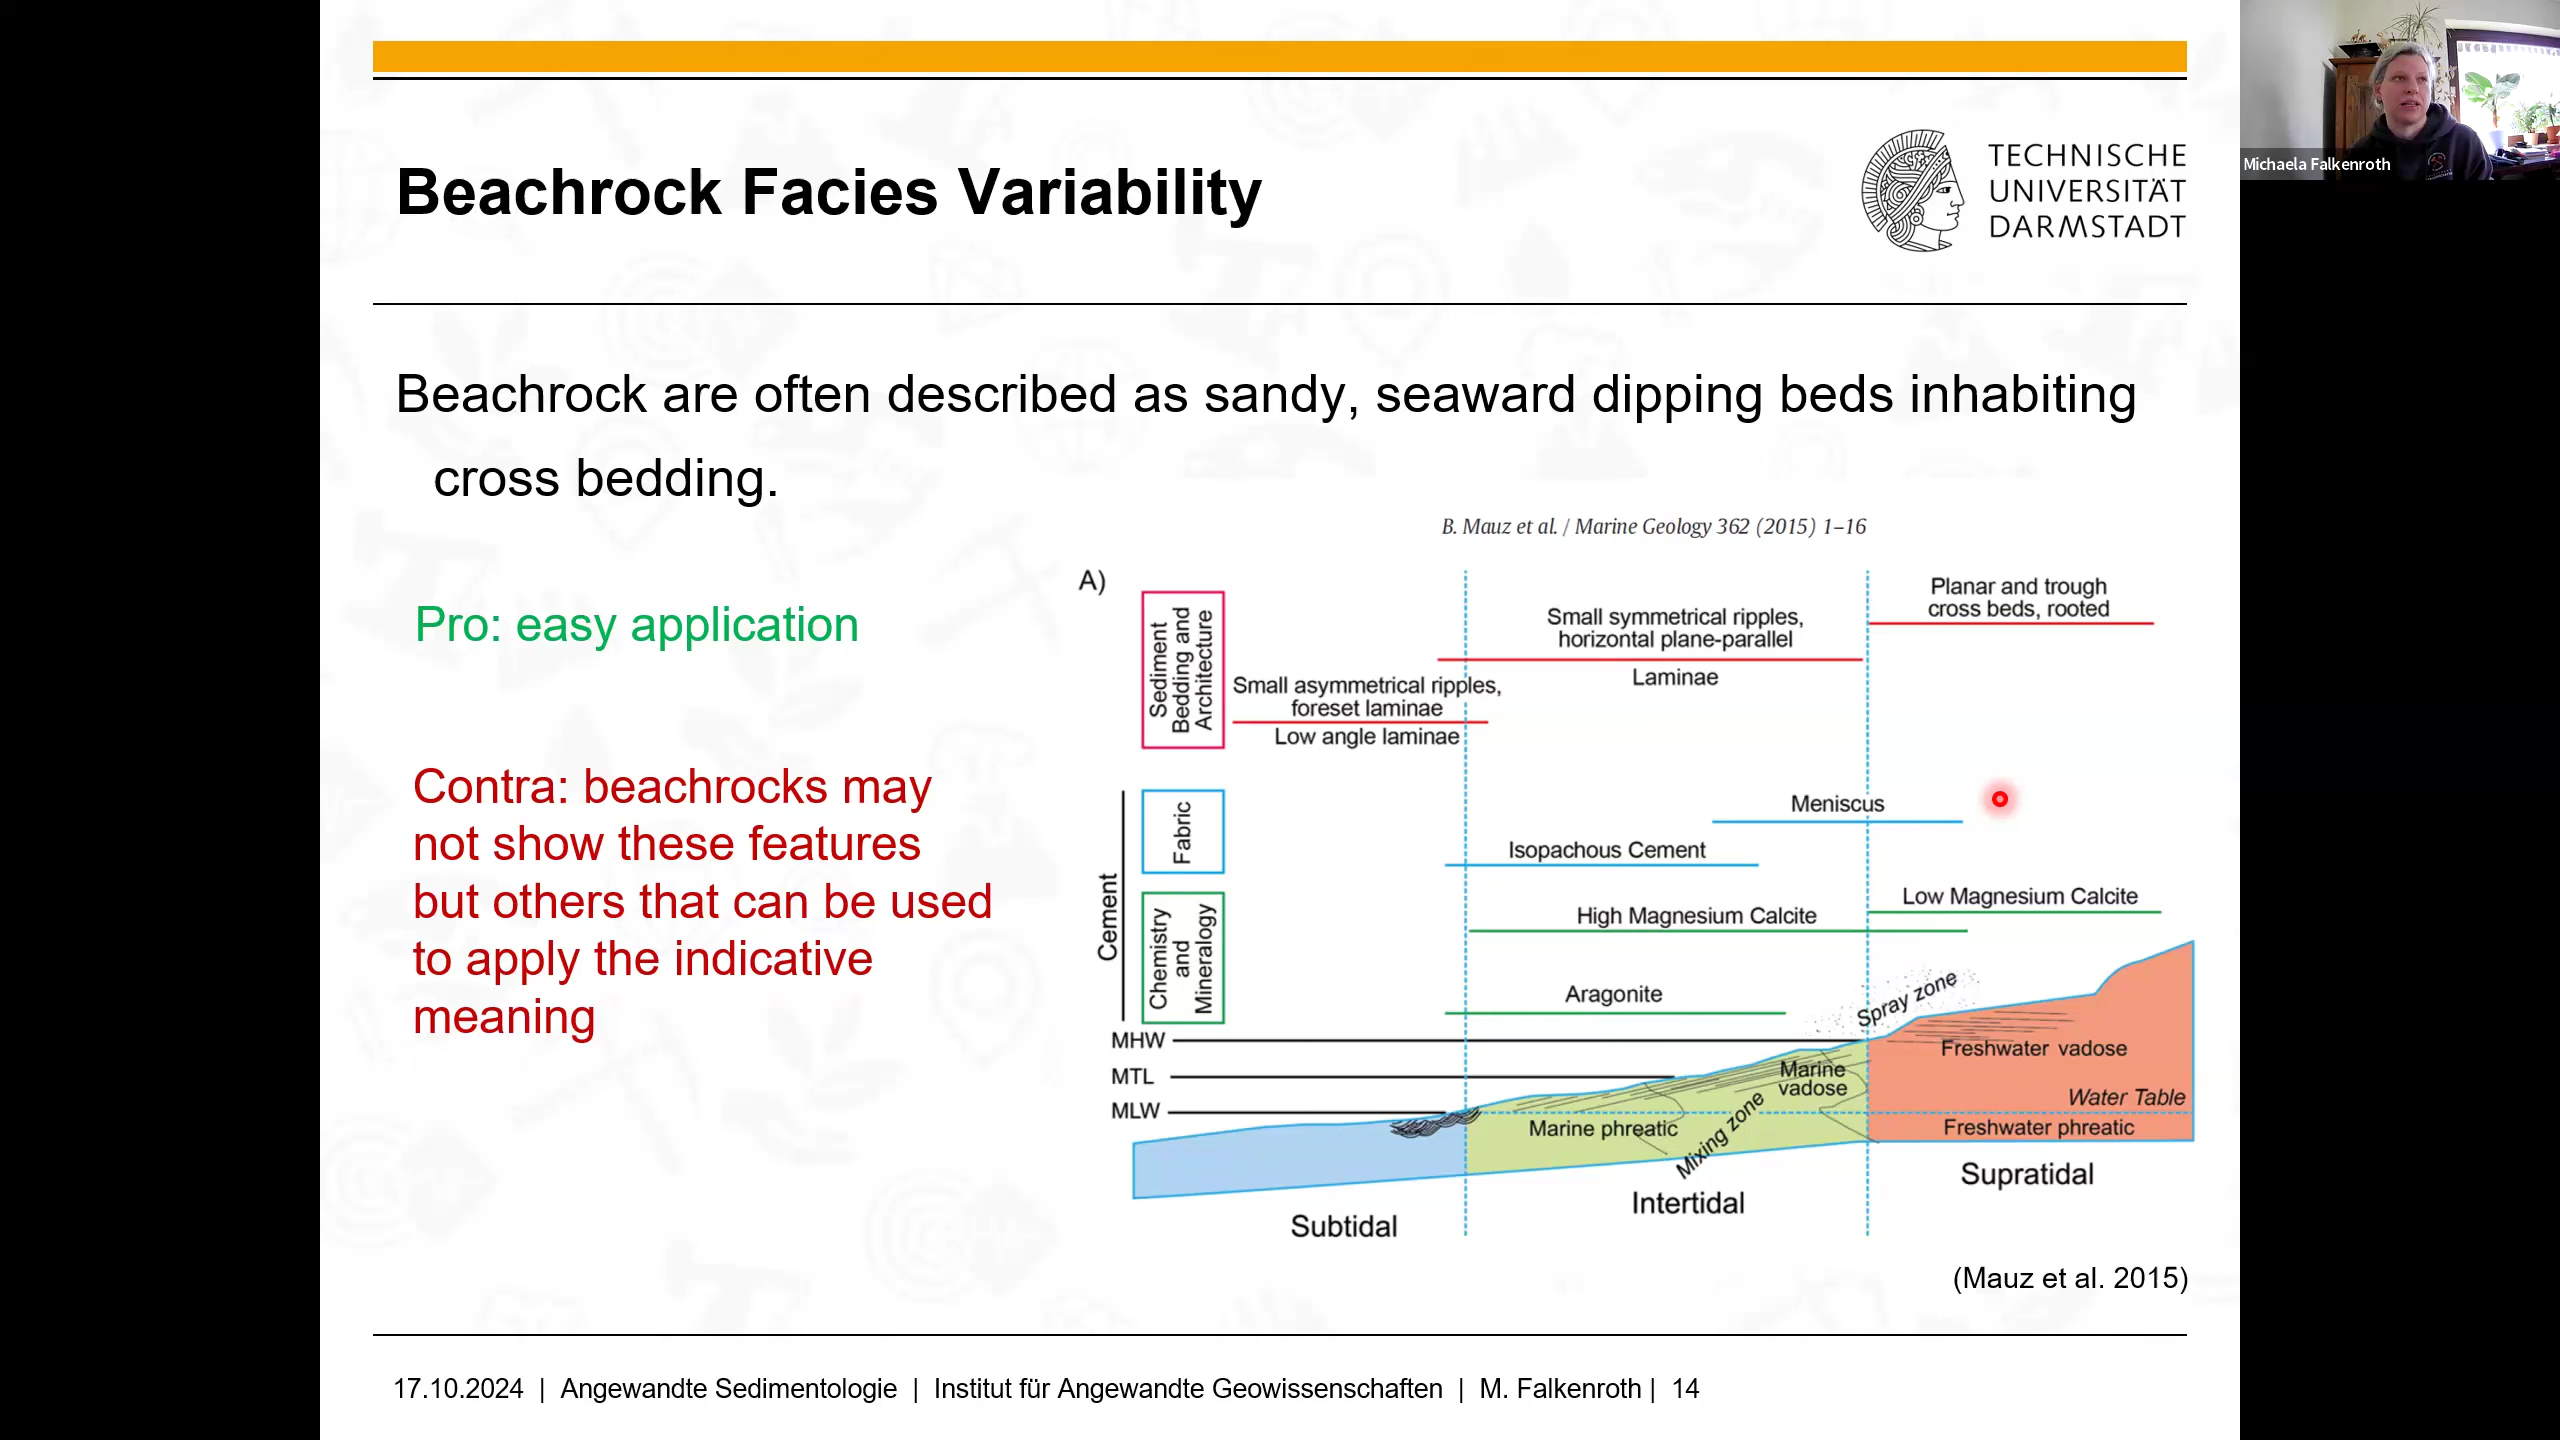 Beachrock Facies Variability
TECHNISCHE
UNIVERSITÄT
DARMSTADT
Michaela Falkenroth
Beachrock are often described as sandy, seaward dipping beds inhabiting
cross bedding.
Pro: easy application
Contra: beachrocks may
not show these features
but others that can be used
to apply the indicative
meaning
B. Mauz et al. / Marine Geology 362 (2015) 1–16
A)
Sediment
Bedding and
Architecture
Planar and trough
cross beds, rooted
Small symmetrical ripples,
horizontal plane-parallel
Laminae
Small asymmetrical ripples,
foreset laminae
Low angle laminae
Cement
Fabric
Meniscus
Isopachous Cement
Chemistry
and
Mineralogy
Low Magnesium Calcite
High Magnesium Calcite
Aragonite
Spray zone
MHW
MTL
MLW
Freshwater vadose
Marine
vadose
Water Table
Marine phreatic
Mixing zone
Freshwater phreatic
Subtidal
Intertidal
Supratidal
(Mauz et al. 2015)
17.10.2024 | Angewandte Sedimentologie | Institut für Angewandte Geowissenschaften | M. Falkenroth | 14